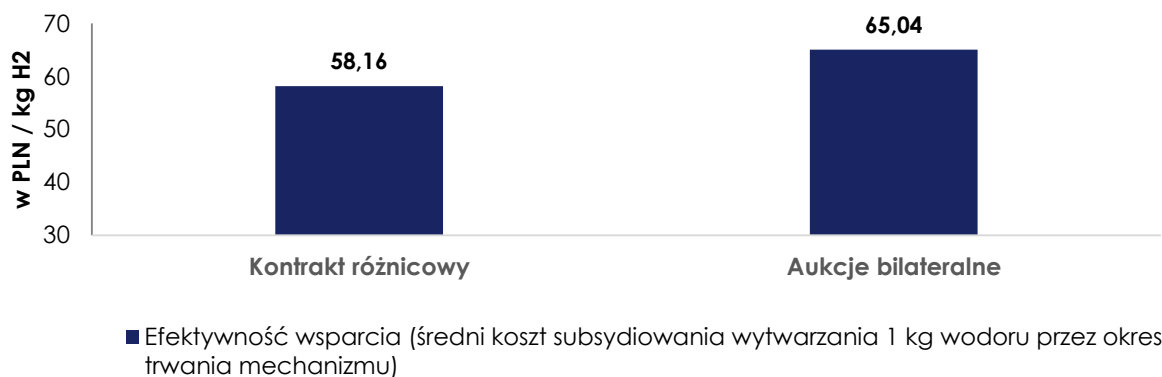 w PLN / kg H2
70
60
50
40
30
58,16
65,04
Kontrakt różnicowy
Aukcje bilateralne
Efektywność wsparcia (średni koszt subsydiowania wytwarzania 1 kg wodoru przez okres
trwania mechanizmu)